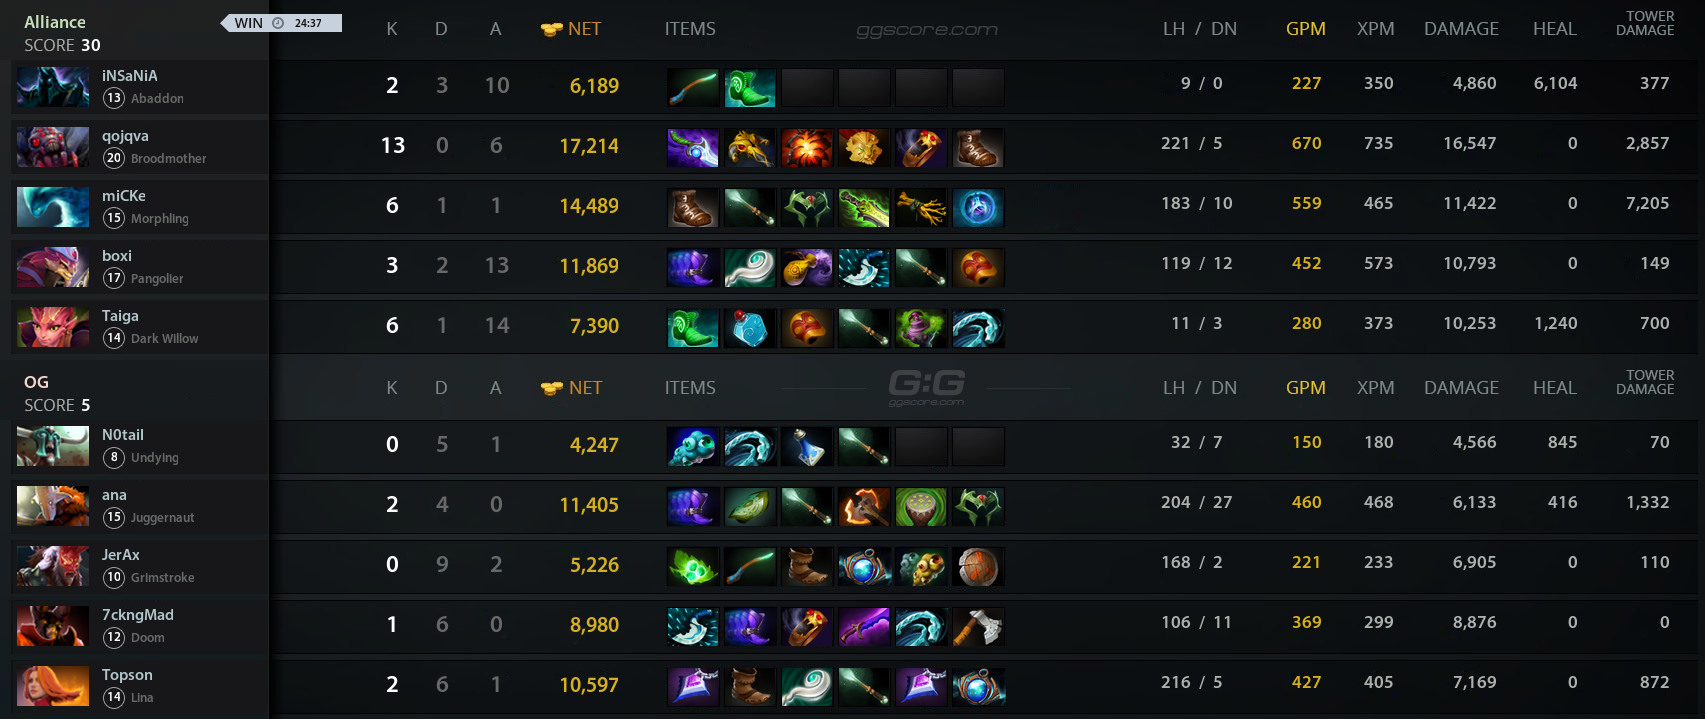 Alliance WIN 24:37 K D A NET ITEMS ggscore.com LH / DN GPM XPM DAMAGE HEAL TOWER DAMAGE
SCORE 30
iNSaNiA 2 3 10 6,189 9 / 0 227 350 4,860 6,104 377
13 Abaddon
qojqva 13 0 6 17,214 221 / 5 670 735 16,547 0 2,857
20 Broodmother
miCKe 6 1 1 14,489 183 / 10 559 465 11,422 0 7,205
15 Morphling
boxi 3 2 13 11,869 119 / 12 452 573 10,793 0 149
17 Pangolier
Taiga 6 1 14 7,390 11 / 3 280 373 10,253 1,240 700
14 Dark Willow
OG K D A NET ITEMS G:G ggscore.com LH / DN GPM XPM DAMAGE HEAL TOWER DAMAGE
SCORE 5
N0tail 0 5 1 4,247 32 / 7 150 180 4,566 845 70
8 Undying
ana 2 4 0 11,405 204 / 27 460 468 6,133 416 1,332
15 Juggernaut
JerAx 0 9 2 5,226 168 / 2 221 233 6,905 0 110
10 Grimstroke
7ckngMad 1 6 0 8,980 106 / 11 369 299 8,876 0 0
12 Doom
Topson 2 6 1 10,597 216 / 5 427 405 7,169 0 872
14 Lina